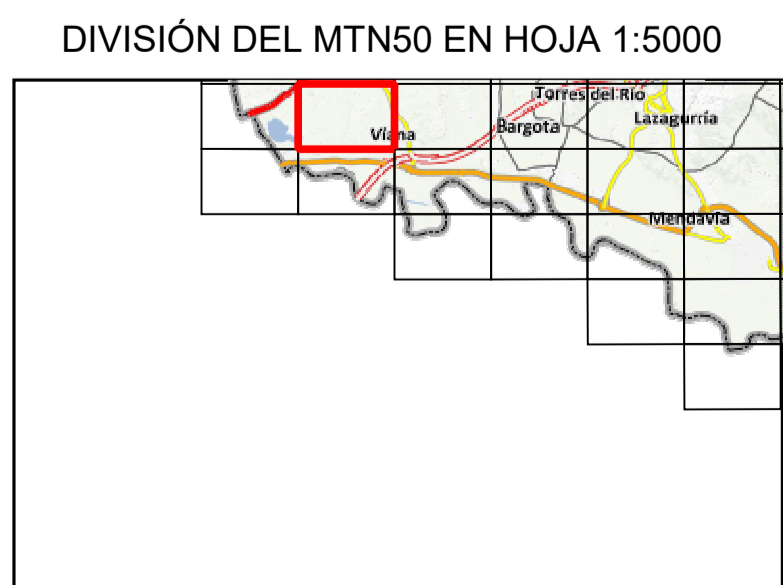 DIVISIÓN DEL MTN50 EN HOJA 1:5000
Torres del Río
Lazagurría
Bargota
Viana
Mendavia